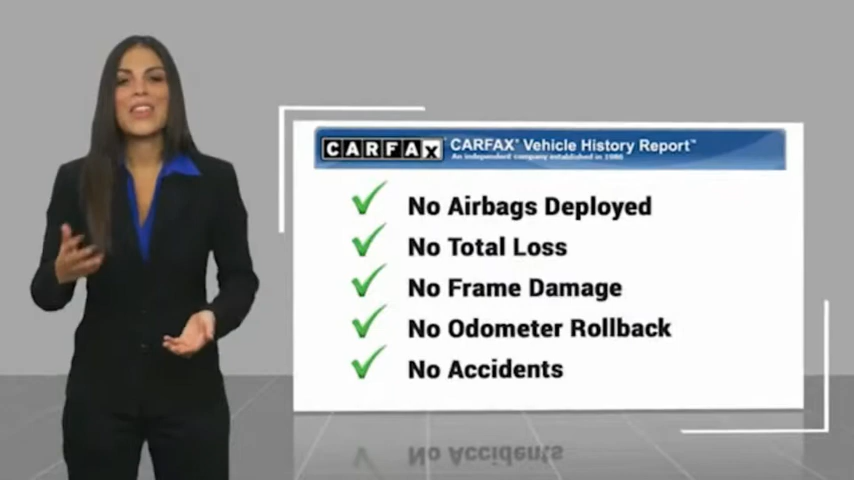 CARFAX CARFAX® Vehicle History Report™
An independent company established in 1986
No Airbags Deployed
No Total Loss
No Frame Damage
No Odometer Rollback
No Accidents
No Accidents